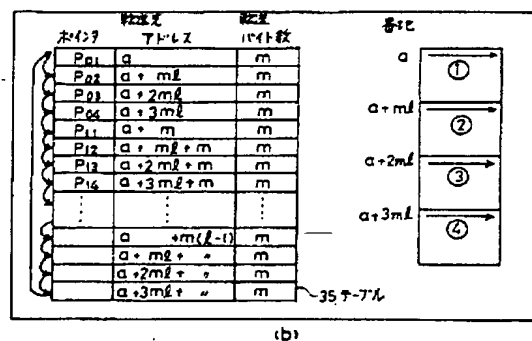 ポインタ 転送先アドレス 転送バイト数
P01 a m
P02 a + ml m
P03 a + 2ml m
P04 a + 3ml m
P11 a + m m
P12 a + ml + m m
P13 a +2ml + m m
P14 a +3ml + m m
⋮ ⋮ ⋮
a +m(l-1) m
a + ml + 〃 m
a +2ml + 〃 m
a +3ml + 〃 m
35 テーブル
番地
a ①
a+ml ②
a+2ml ③
a+3ml ④
(b)